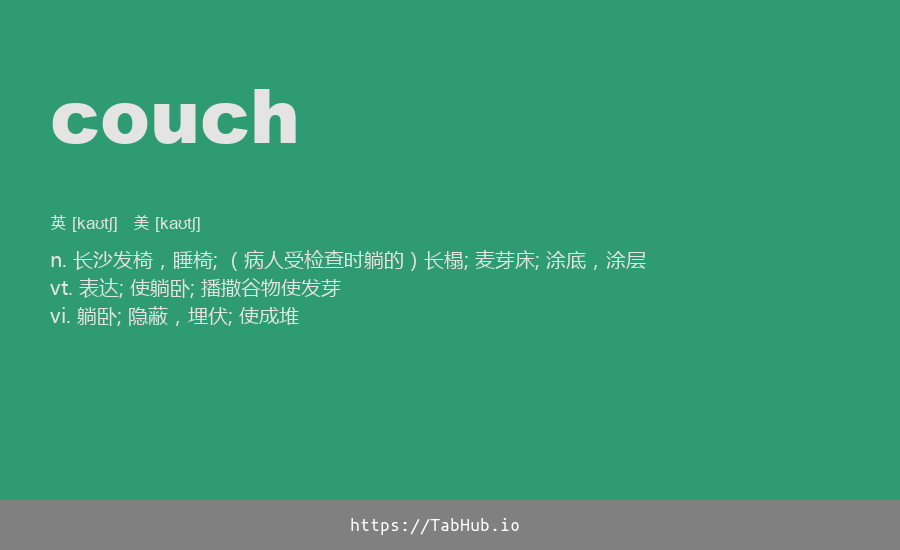 couch
英 [kaʊtʃ] 美 [kaʊtʃ]
n. 长沙发椅，睡椅; （病人受检查时躺的）长榻; 麦芽床; 涂底，涂层
vt. 表达; 使躺卧; 播撒谷物使发芽
vi. 躺卧; 隐蔽，埋伏; 使成堆
https://TabHub.io